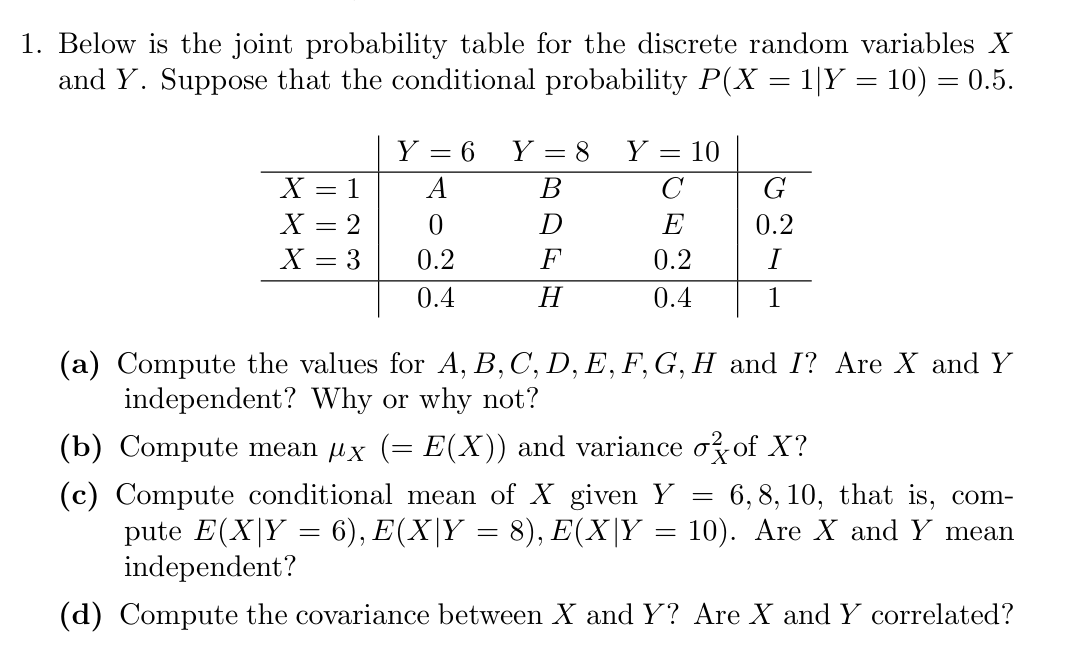 1. Below is the joint probability table for the discrete random variables X
and Y. Suppose that the conditional probability P(X = 1|Y = 10) = 0.5.
Y = 6 Y = 8 Y = 10
X = 1 A B C G
X = 2 0 D E 0.2
X = 3 0.2 F 0.2 I
0.4 H 0.4 1
(a) Compute the values for A, B, C, D, E, F, G, H and I? Are X and Y
independent? Why or why not?
(b) Compute mean μ_X (= E(X)) and variance σ²_X of X?
(c) Compute conditional mean of X given Y = 6, 8, 10, that is, com-
pute E(X|Y = 6), E(X|Y = 8), E(X|Y = 10). Are X and Y mean
independent?
(d) Compute the covariance between X and Y? Are X and Y correlated?